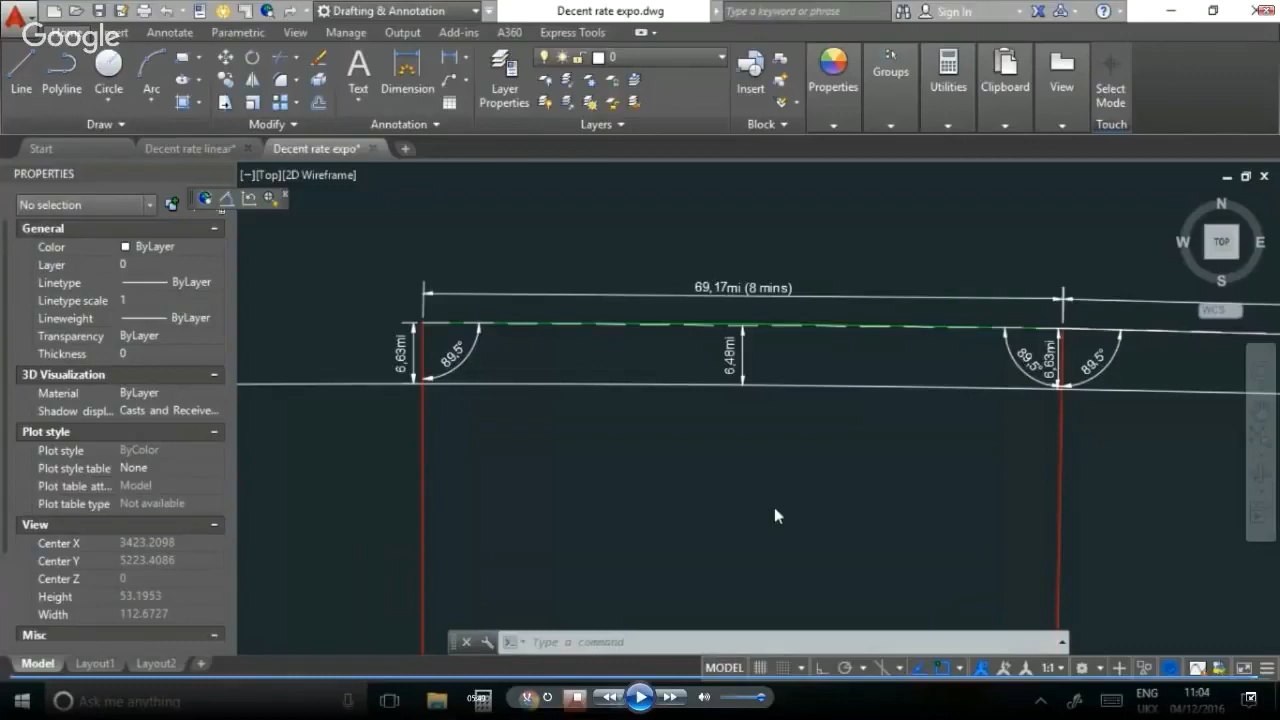 Drafting & Annotation
Decent rate expo.dwg
Type a keyword or phrase
Sign In
Google
Annotate Parametric View Manage Output Add-ins A360 Express Tools
0
Line Polyline Circle Arc
Text Dimension
Layer Properties
Insert
Properties
Groups
Utilities
Clipboard
View
Select Mode
Draw Modify Annotation Layers Block Touch
Start Decent rate linear* Decent rate expo*
PROPERTIES
[−][Top][2D Wireframe]
No selection
General
Color ByLayer
Layer 0
Linetype ByLayer
Linetype scale 1
Lineweight ByLayer
Transparency ByLayer
Thickness 0
3D Visualization
Material ByLayer
Shadow displ... Casts and Receive...
Plot style
Plot style ByColor
Plot style table None
Plot table att... Model
Plot table type Not available
View
Center X 3423.2098
Center Y 5223.4086
Center Z 0
Height 53.1953
Width 112.6727
Misc
N
W TOP E
S
WCS
69,17mi (8 mins)
6,63mi
89.5°
6,48mi
89.5°
6,63mi
89.5°
Type a command
Model Layout1 Layout2 +
MODEL
1:1
Ask me anything
05:49
ENG
UKX
11:04
04/12/2016